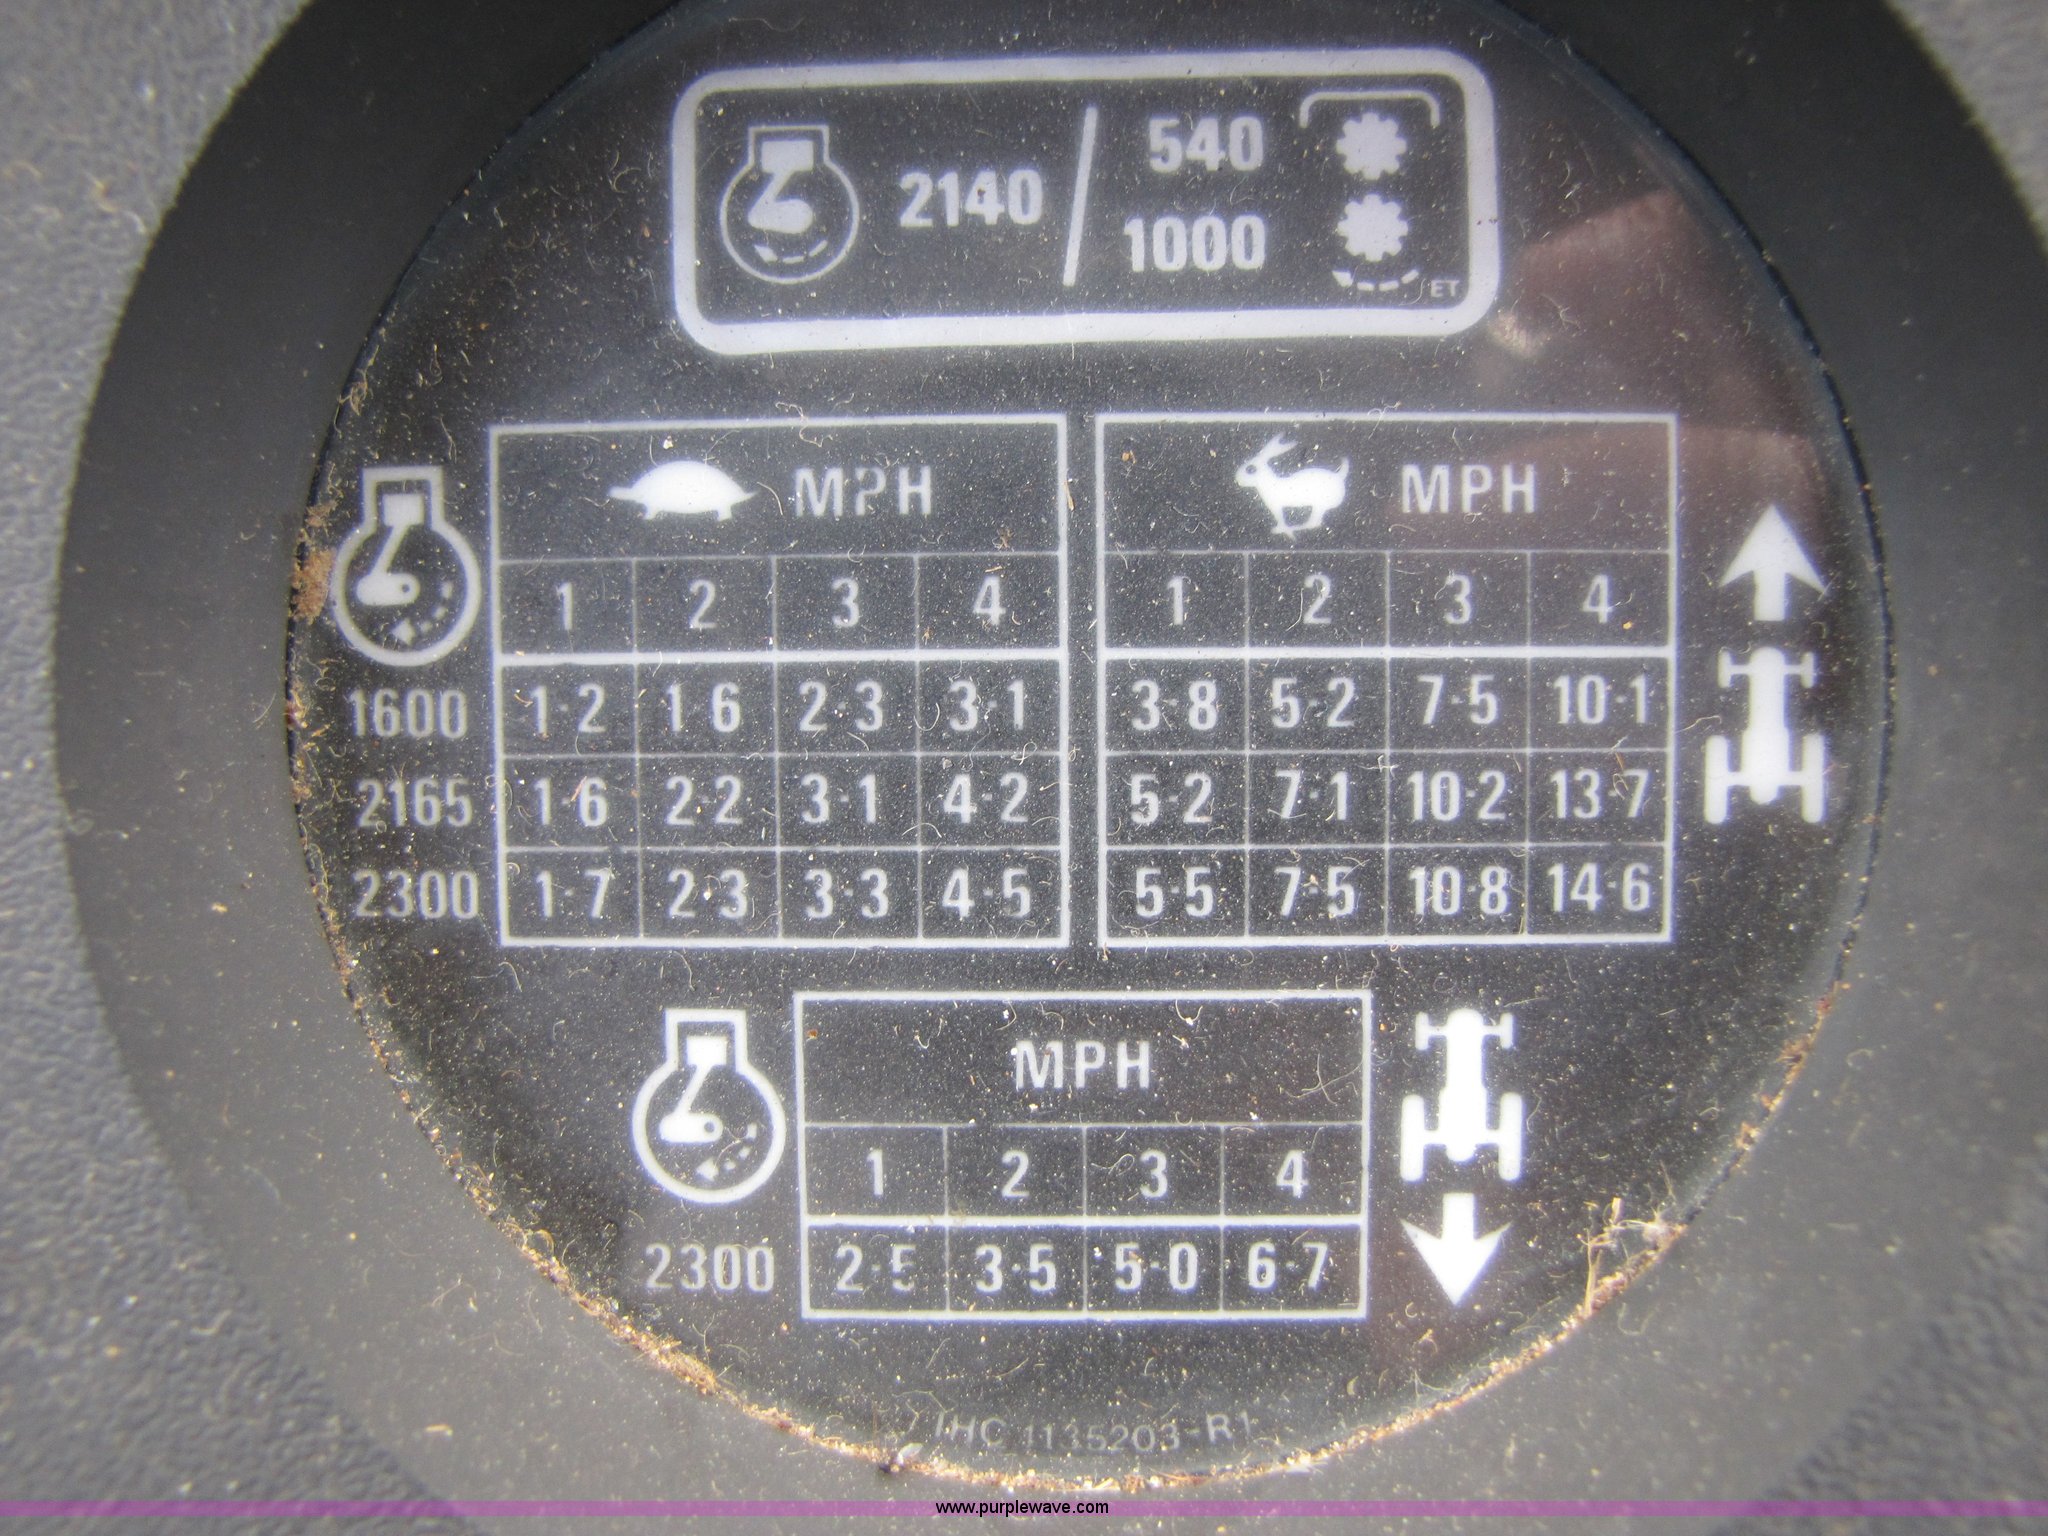 2140 / 540
1000
ET
MPH MPH
1 2 3 4 1 2 3 4
1600 1·2 1·6 2·3 3·1 3·8 5·2 7·5 10·1
2165 1·6 2·2 3·1 4·2 5·2 7·1 10·2 13·7
2300 1·7 2·3 3·3 4·5 5·5 7·5 10·8 14·6
MPH
1 2 3 4
2300 2·5 3·5 5·0 6·7
IHC 1135203-R1
www.purplewave.com